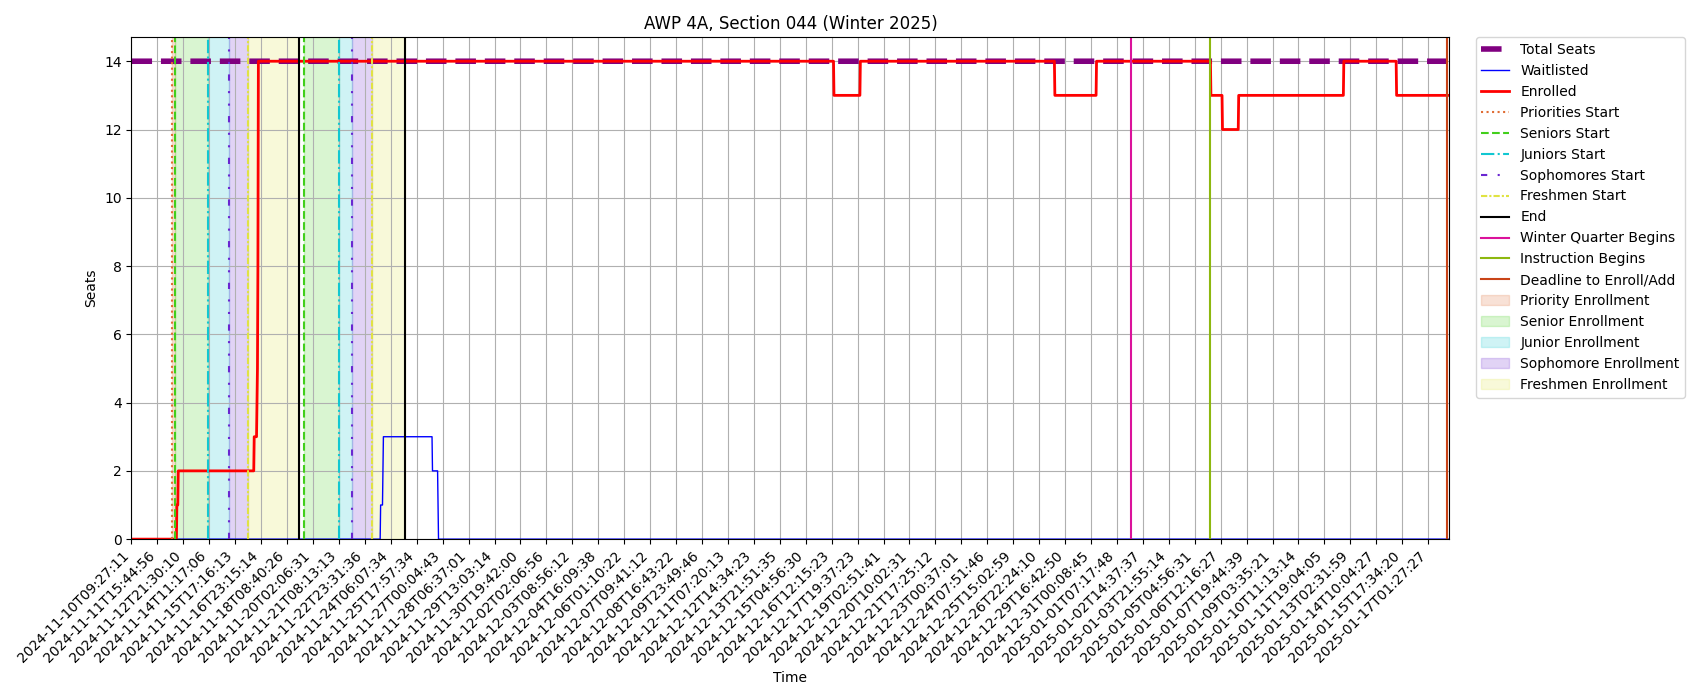 AWP 4A, Section 044 (Winter 2025)
Seats
14
12
10
8
6
4
2
0
2024-11-10T09:27:11
2024-11-11T15:44:56
2024-11-12T21:30:10
2024-11-14T11:17:06
2024-11-15T17:16:13
2024-11-16T23:15:14
2024-11-18T08:40:26
2024-11-20T02:06:31
2024-11-21T08:13:13
2024-11-22T23:31:36
2024-11-24T06:07:34
2024-11-25T17:57:34
2024-11-27T00:04:43
2024-11-28T06:37:01
2024-11-29T13:03:14
2024-11-30T19:42:00
2024-12-02T02:06:56
2024-12-03T08:56:12
2024-12-04T16:09:38
2024-12-06T01:10:22
2024-12-07T09:41:12
2024-12-08T16:43:22
2024-12-09T23:49:46
2024-12-11T07:20:13
2024-12-12T14:34:23
2024-12-13T21:51:35
2024-12-15T04:56:30
2024-12-16T12:15:23
2024-12-17T19:37:23
2024-12-19T02:51:41
2024-12-20T10:02:31
2024-12-21T17:25:12
2024-12-23T00:37:01
2024-12-24T07:51:46
2024-12-25T15:02:59
2024-12-26T22:24:10
2024-12-29T16:42:50
2024-12-31T00:08:45
2025-01-01T07:17:48
2025-01-02T14:37:37
2025-01-03T21:55:14
2025-01-05T04:56:31
2025-01-06T12:16:27
2025-01-07T19:44:39
2025-01-09T03:35:21
2025-01-10T11:13:14
2025-01-11T19:04:05
2025-01-13T02:31:59
2025-01-14T10:04:27
2025-01-15T17:34:20
2025-01-17T01:27:27
Time
Total Seats
Waitlisted
Enrolled
Priorities Start
Seniors Start
Juniors Start
Sophomores Start
Freshmen Start
End
Winter Quarter Begins
Instruction Begins
Deadline to Enroll/Add
Priority Enrollment
Senior Enrollment
Junior Enrollment
Sophomore Enrollment
Freshmen Enrollment